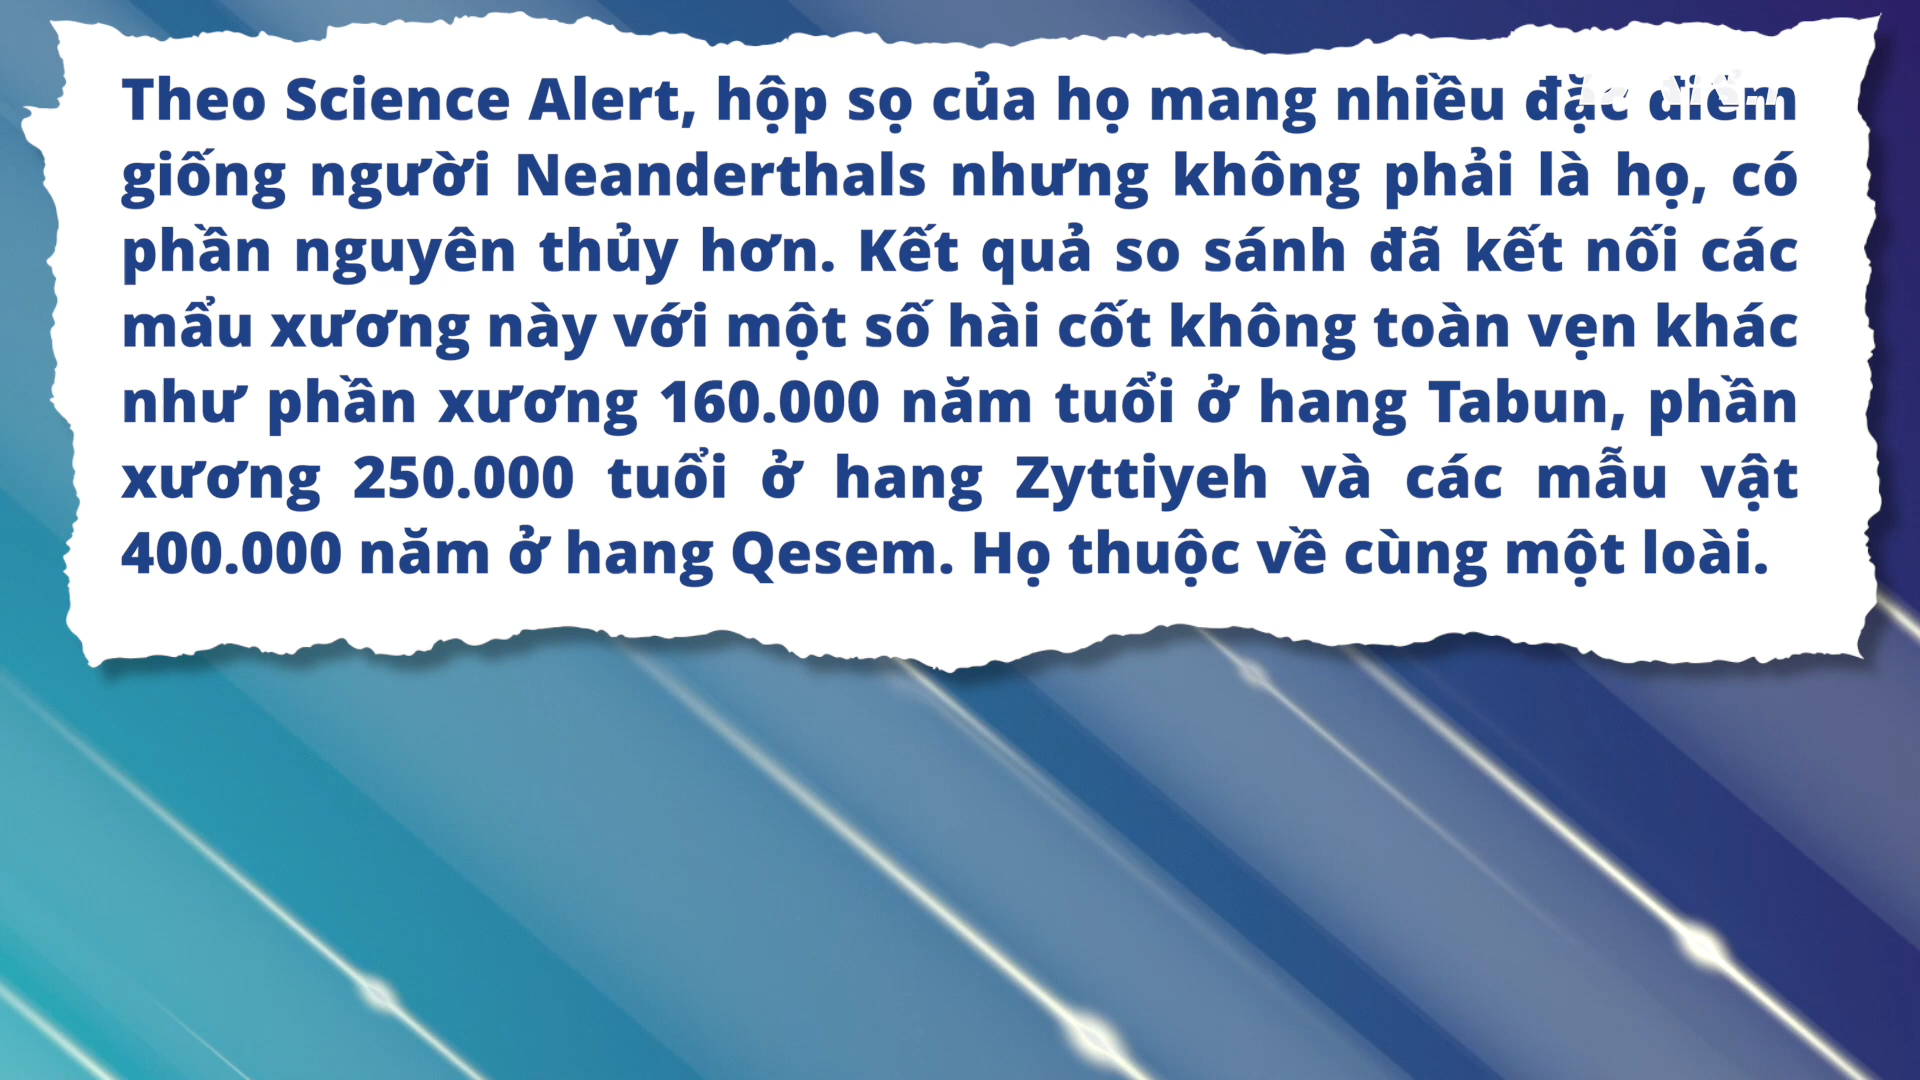 Theo Science Alert, hộp sọ của họ mang nhiều đặc điểm
giống người Neanderthals nhưng không phải là họ, có
phần nguyên thủy hơn. Kết quả so sánh đã kết nối các
mẩu xương này với một số hài cốt không toàn vẹn khác
như phần xương 160.000 năm tuổi ở hang Tabun, phần
xương 250.000 tuổi ở hang Zyttiyeh và các mẫu vật
400.000 năm ở hang Qesem. Họ thuộc về cùng một loài.